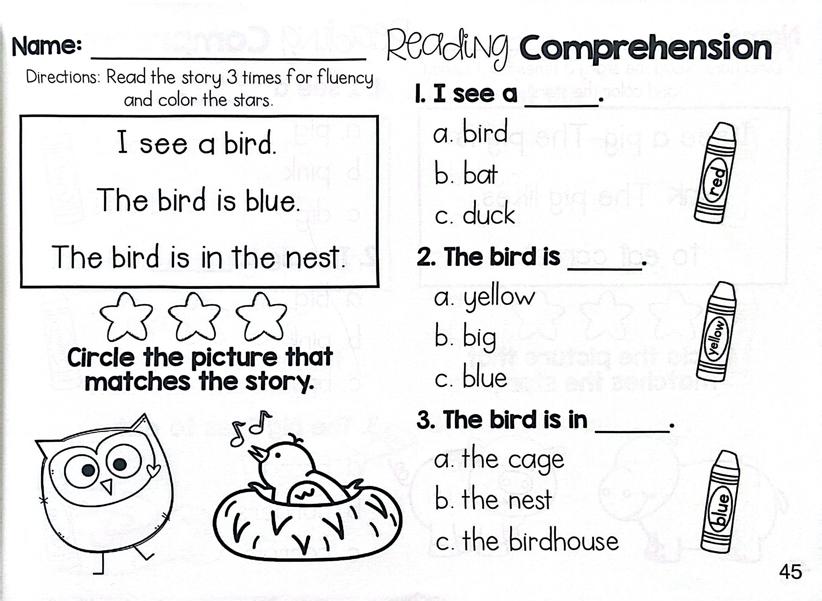 Name: ____________________
Directions: Read the story 3 times for fluency
and color the stars.
I see a bird.
The bird is blue.
The bird is in the nest.
Circle the picture that
matches the story.
Reading Comprehension
1. I see a ______.
a. bird
b. bat
c. duck
red
2. The bird is ______.
a. yellow
b. big
c. blue
yellow
3. The bird is in ______.
a. the cage
b. the nest
c. the birdhouse
blue
45